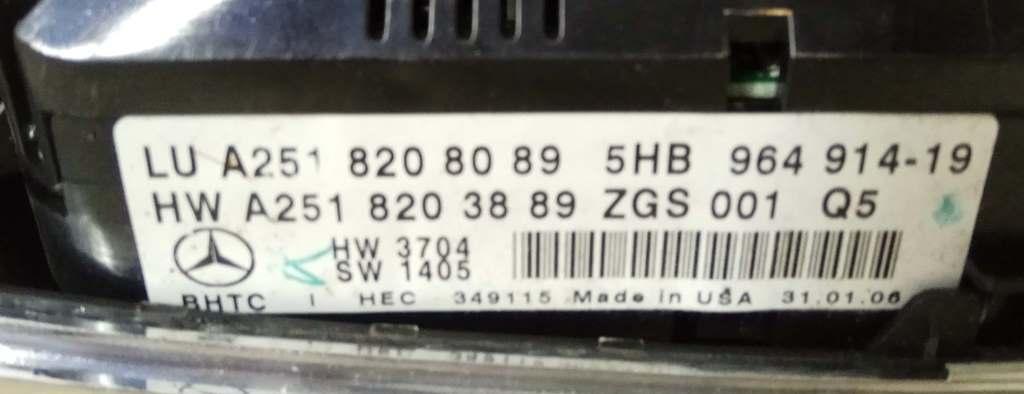 LU A251 820 80 89 5HB 964 914-19
HW A251 820 38 89 ZGS 001 Q5
HW 3704
SW 1405
BHTC I HEC 349115 Made in USA 31.01.06